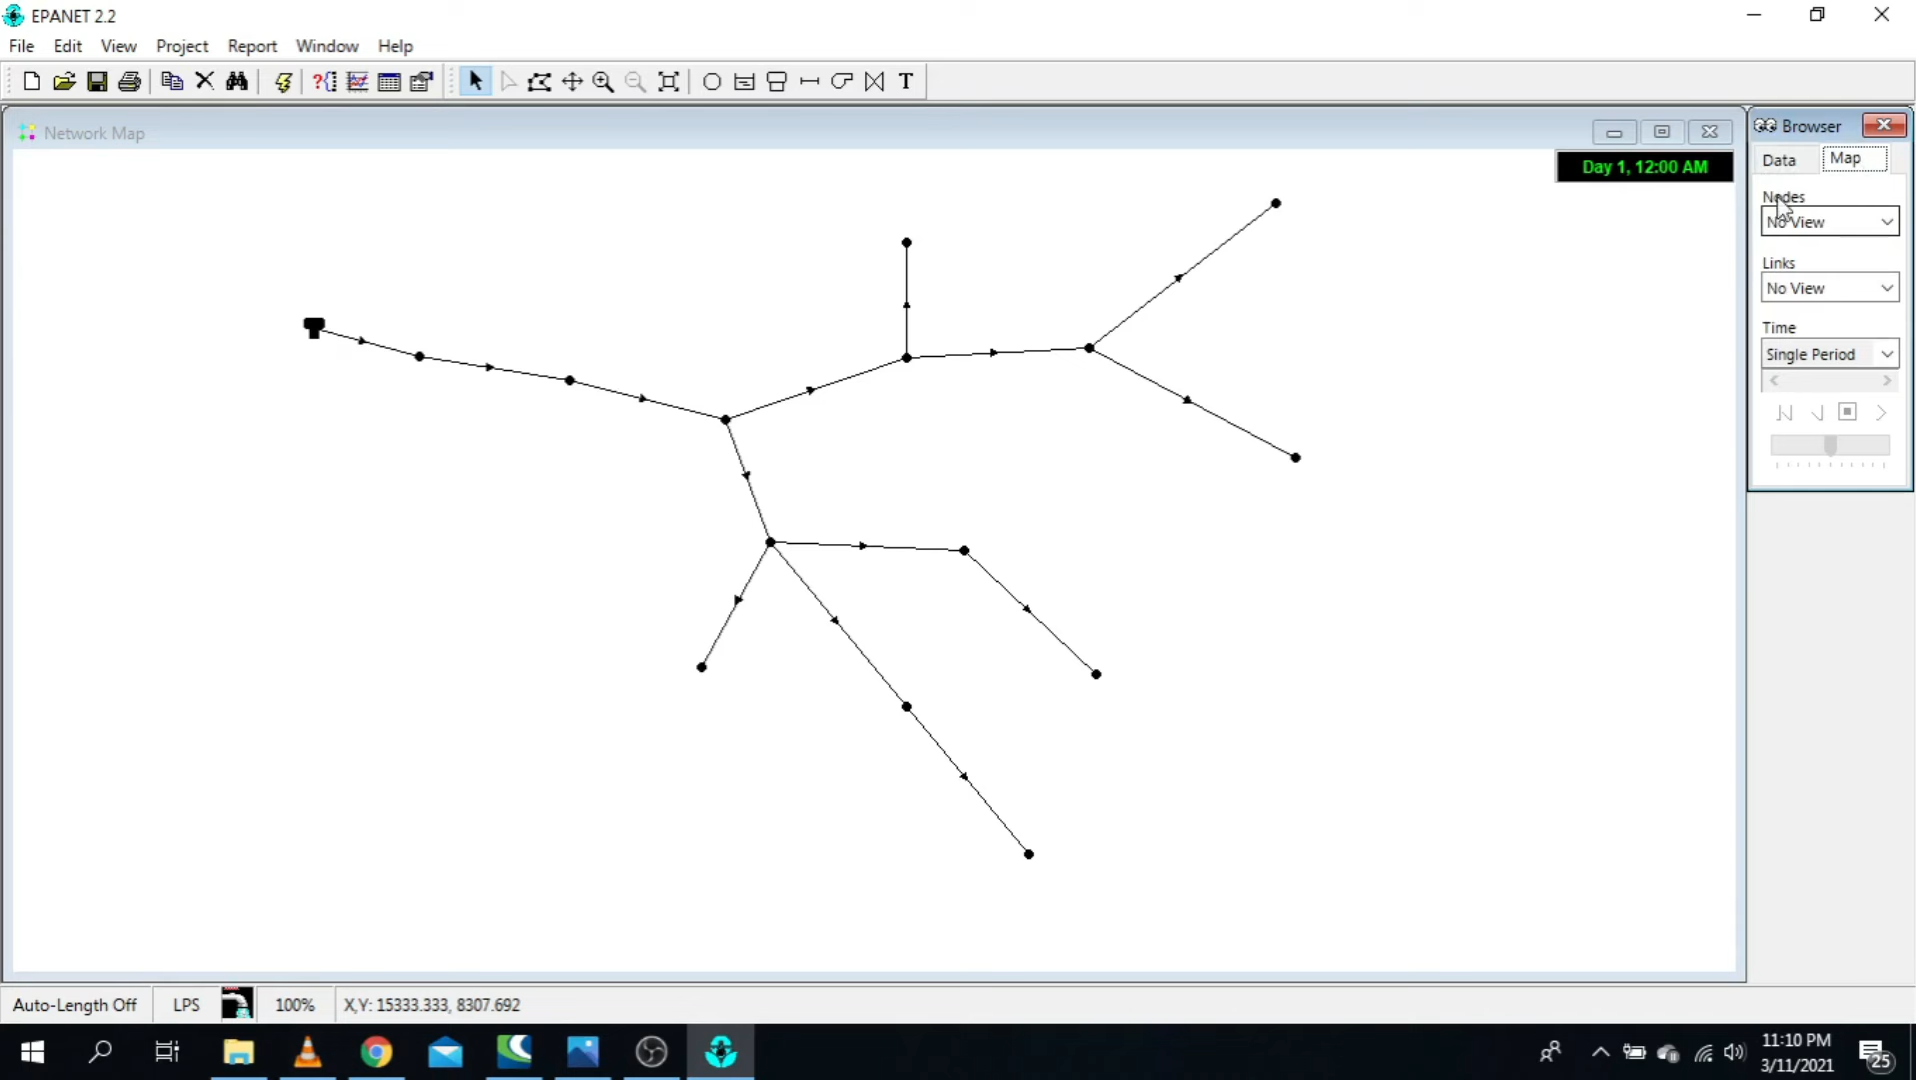 EPANET 2.2
File Edit View Project Report Window Help
T
Network Map
Browser
Day 1, 12:00 AM
Data Map
Nodes
No View
Links
No View
Time
Single Period
Auto-Length Off LPS 100% X,Y: 15333.333, 8307.692
11:10 PM
3/11/2021
25